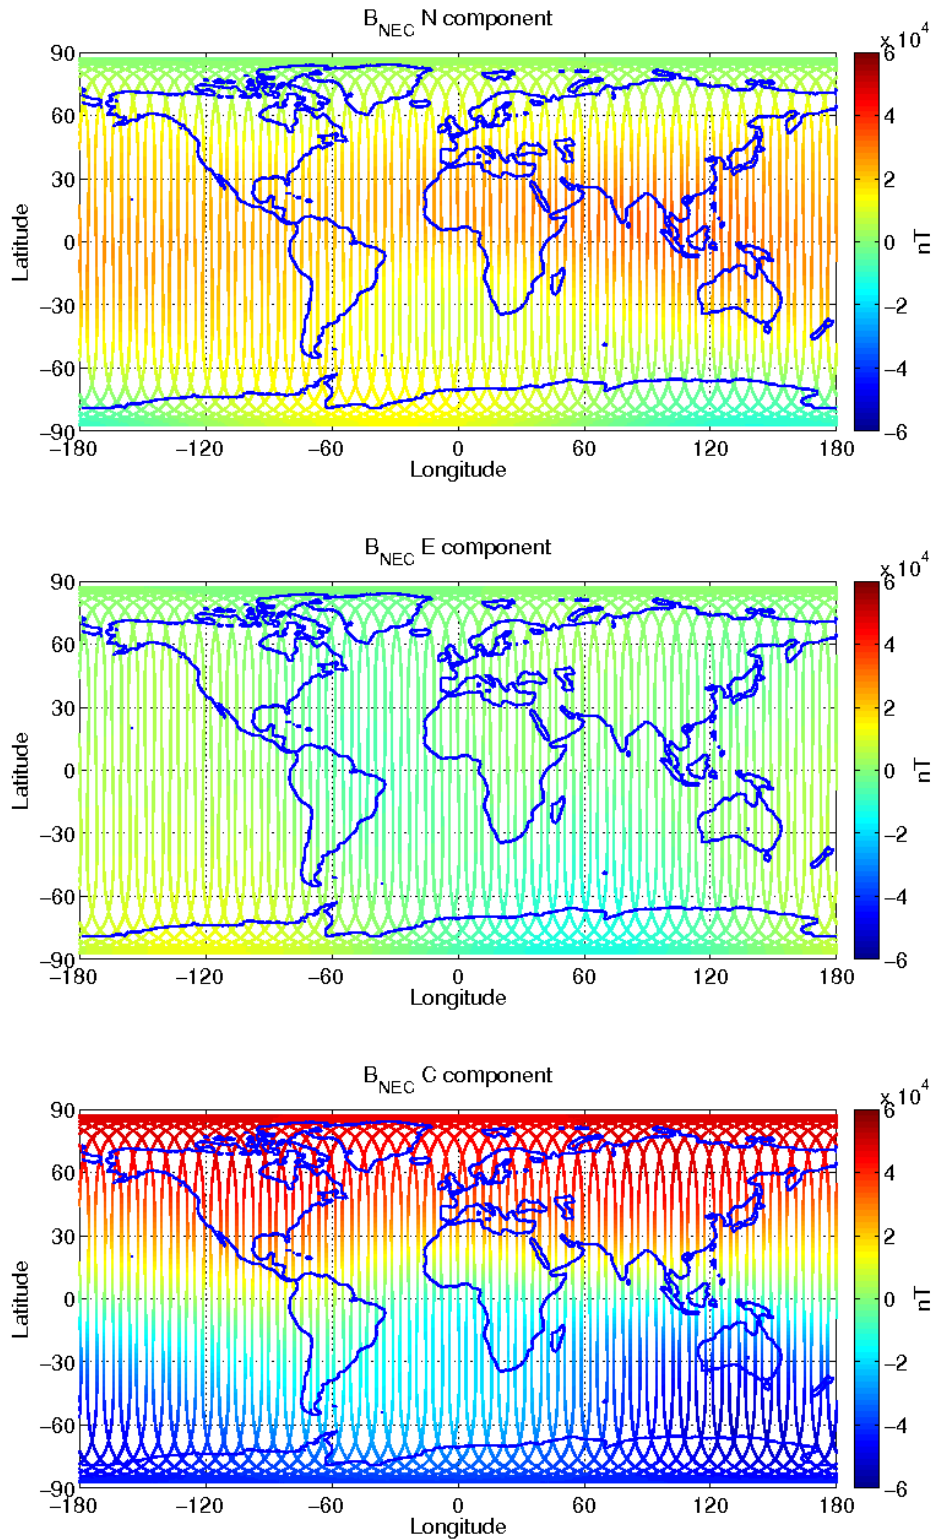 B_NEC N component
x 10^4
90
60
30
0
−30
−60
−90
Latitude
−180 −120 −60 0 60 120 180
Longitude
6
4
2
0
−2
−4
−6
nT
B_NEC E component
x 10^4
90
60
30
0
−30
−60
−90
Latitude
−180 −120 −60 0 60 120 180
Longitude
6
4
2
0
−2
−4
−6
nT
B_NEC C component
x 10^4
90
60
30
0
−30
−60
−90
Latitude
−180 −120 −60 0 60 120 180
Longitude
6
4
2
0
−2
−4
−6
nT